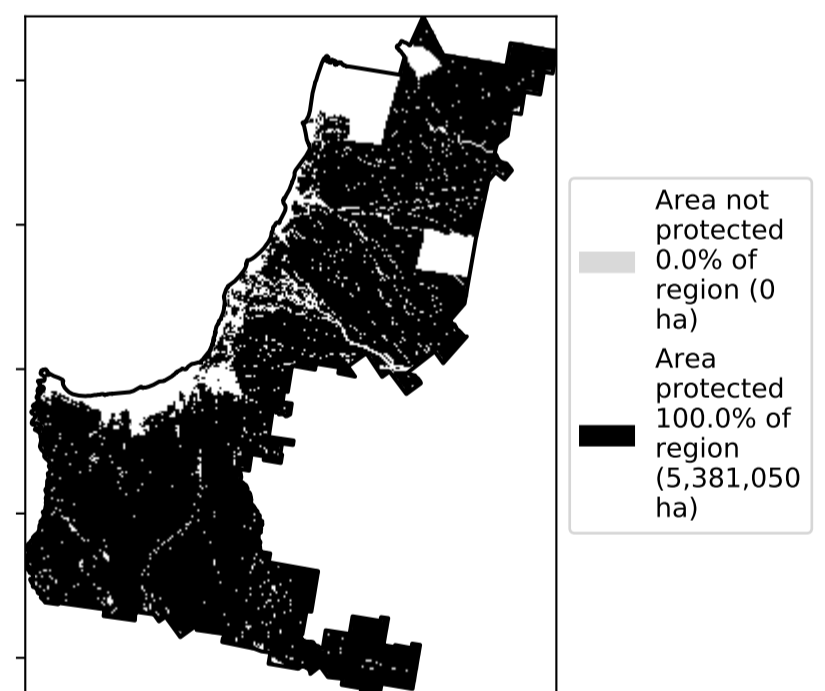 Area not
protected
0.0% of
region (0
ha)
Area
protected
100.0% of
region
(5,381,050
ha)